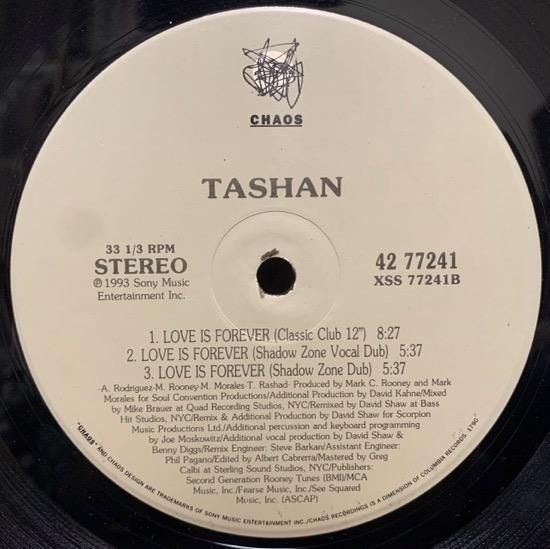 CHAOS
TASHAN
33 1/3 RPM
STEREO
℗ 1993 Sony Music
Entertainment Inc.
42 77241
XSS 77241B
1. LOVE IS FOREVER (Classic Club 12") 8:27
2. LOVE IS FOREVER (Shadow Zone Vocal Dub) 5:37
3. LOVE IS FOREVER (Shadow Zone Dub) 5:37
-A. Rodriguez-M. Rooney-M. Morales-T. Rashad- Produced by Mark C. Rooney and Mark
Morales for Soul Convention Productions/Additional Production by David Kahne/Mixed
by Mike Brauer at Quad Recording Studios, NYC/Remixed by David Shaw at Bass
Hit Studios, NYC/Remix & Additional Production by David Shaw for Scorpion
Music Productions Ltd./Additional percussion and keyboard programming
by Joe Moskowitz/Additional vocal production by David Shaw &
Benny Diggs/Remix Engineer: Steve Barkan/Assistant Engineer:
Phil Pagano/Edited by Albert Cabrerra/Mastered by Greg
Calbi at Sterling Sound Studios, NYC/Publishers:
Second Generation Rooney Tunes (BMI)/MCA
Music, Inc./Fearse Music, Inc./See Squared
Music, Inc. (ASCAP)
"CHAOS" AND CHAOS DESIGN ARE TRADEMARKS OF SONY MUSIC ENTERTAINMENT INC./CHAOS RECORDINGS IS A DIMENSION OF COLUMBIA RECORDS 1790